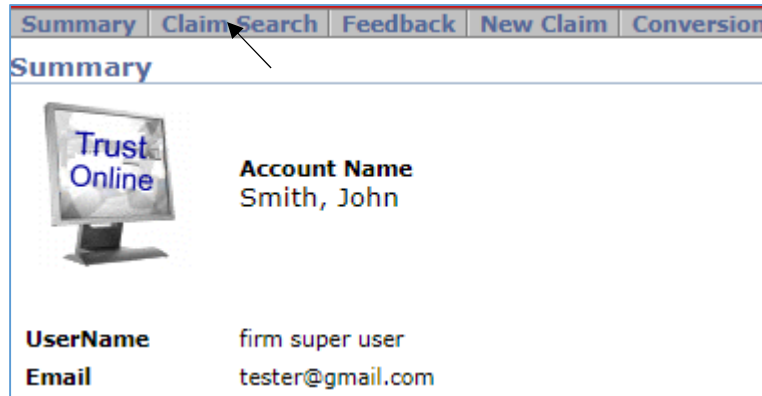 Summary Claim Search Feedback New Claim Conversion
Summary
Trust
Online
Account Name
Smith, John
UserName firm super user
Email tester@gmail.com